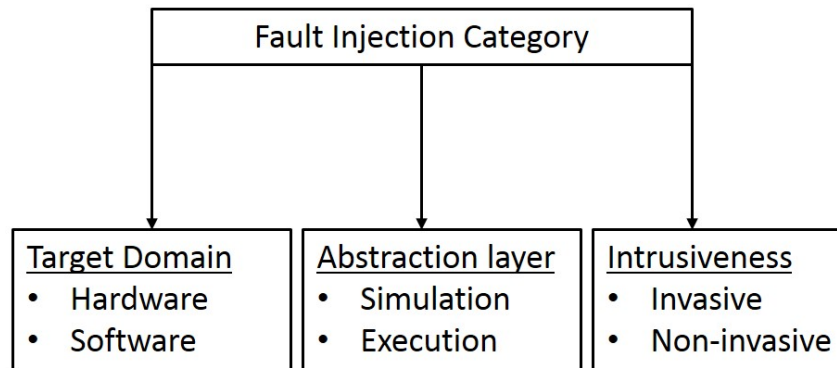 Fault Injection Category
Target Domain
• Hardware
• Software
Abstraction layer
• Simulation
• Execution
Intrusiveness
• Invasive
• Non-invasive